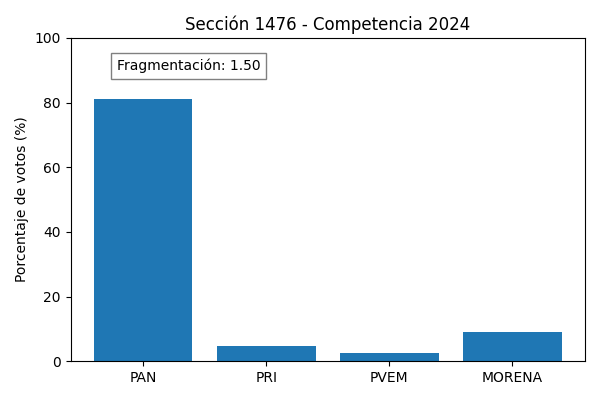 Sección 1476 - Competencia 2024
Fragmentación: 1.50
Porcentaje de votos (%)
100
80
60
40
20
0
PAN PRI PVEM MORENA